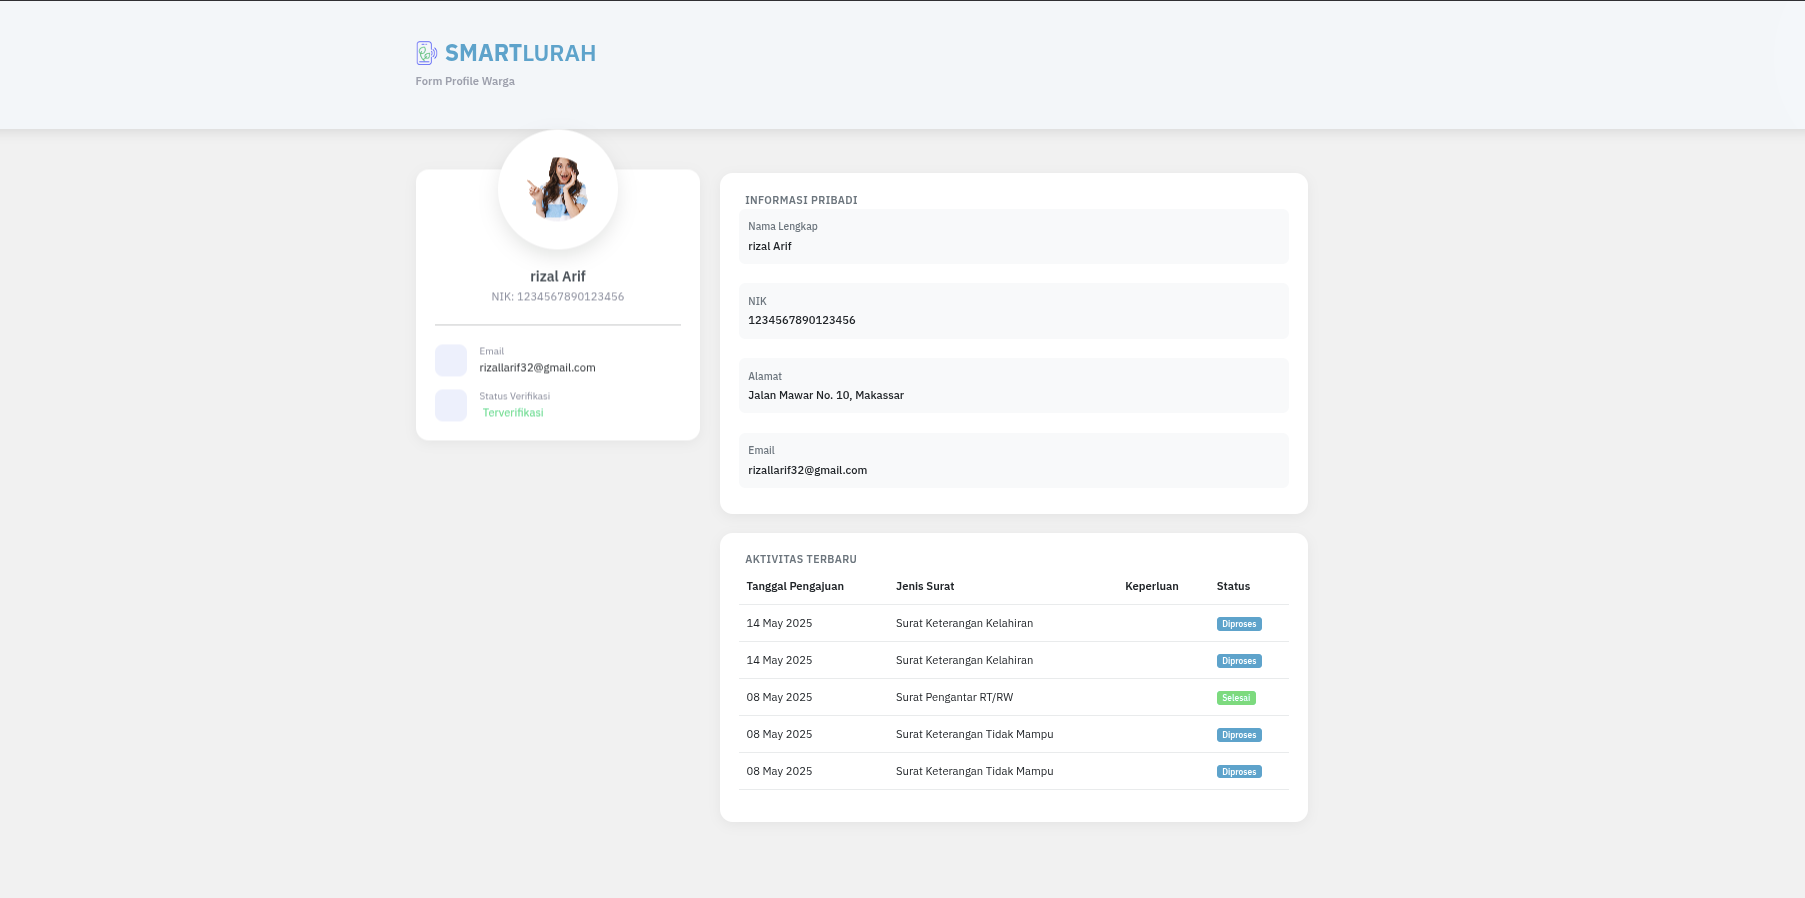 SMARTLURAH
Form Profile Warga
rizal Arif
NIK: 1234567890123456
Email
rizallarif32@gmail.com
Status Verifikasi
Terverifikasi
INFORMASI PRIBADI
Nama Lengkap
rizal Arif
NIK
1234567890123456
Alamat
Jalan Mawar No. 10, Makassar
Email
rizallarif32@gmail.com
AKTIVITAS TERBARU
Tanggal Pengajuan Jenis Surat Keperluan Status
14 May 2025 Surat Keterangan Kelahiran Diproses
14 May 2025 Surat Keterangan Kelahiran Diproses
08 May 2025 Surat Pengantar RT/RW Selesai
08 May 2025 Surat Keterangan Tidak Mampu Diproses
08 May 2025 Surat Keterangan Tidak Mampu Diproses